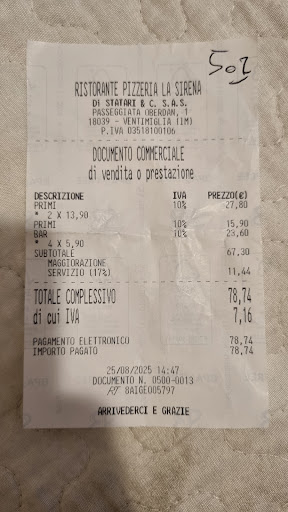 503
RISTORANTE PIZZERIA LA SIRENA
Di STATARI & C. S.A.S.
PASSEGGIATA OBERDAN, 1
18039 - VENTIMIGLIA (IM)
P.IVA 03518100106
DOCUMENTO COMMERCIALE
di vendita o prestazione
DESCRIZIONE IVA PREZZO(€)
PRIMI 10% 27,80
* 2 X 13,90
PRIMI 10% 15,90
BAR 10% 23,60
* 4 X 5,90
SUBTOTALE 67,30
MAGGIORAZIONE
SERVIZIO (17%) 11,44
TOTALE COMPLESSIVO 78,74
di cui IVA 7,16
PAGAMENTO ELETTRONICO 78,74
IMPORTO PAGATO 78,74
25/08/2025 14:47
DOCUMENTO N. 0500-0013
RT 8AIGE005797
ARRIVEDERCI E GRAZIE